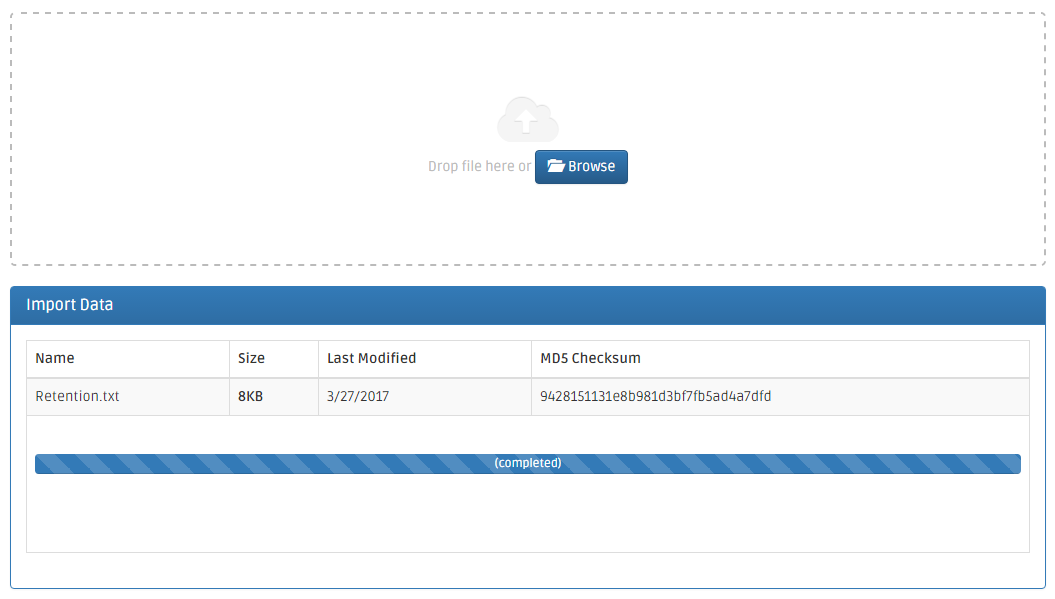 Drop file here or Browse
Import Data
Name Size Last Modified MD5 Checksum
Retention.txt 8KB 3/27/2017 9428151131e8b981d3bf7fb5ad4a7dfd
(completed)